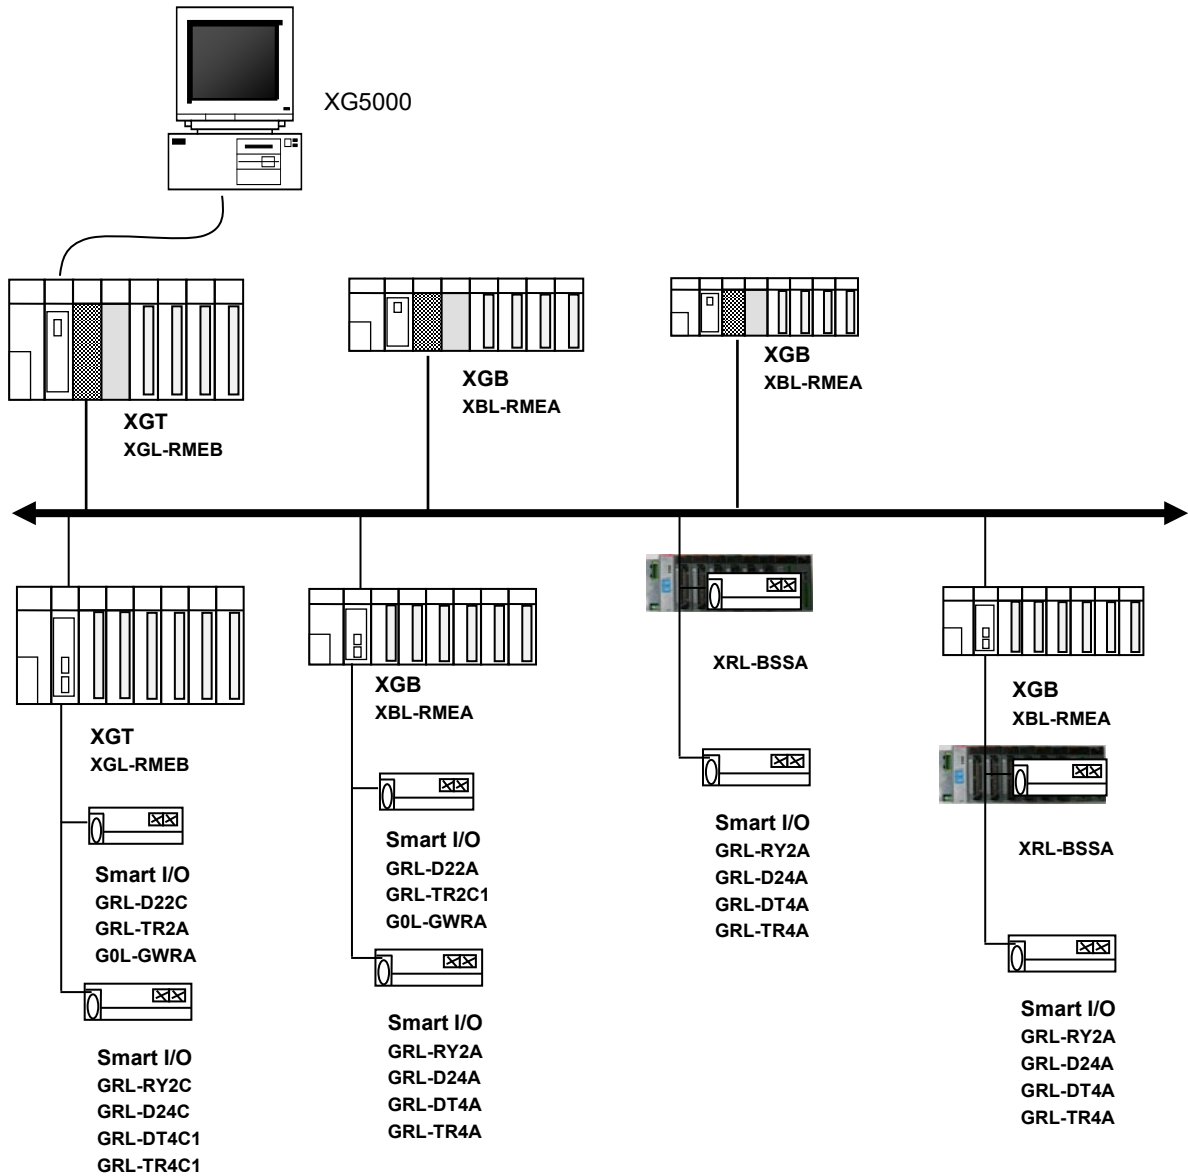 XG5000
XGT
XGL-RMEB
XGB
XBL-RMEA
XGB
XBL-RMEA
XGT
XGL-RMEB
Smart I/O
GRL-D22C
GRL-TR2A
G0L-GWRA
Smart I/O
GRL-RY2C
GRL-D24C
GRL-DT4C1
GRL-TR4C1
XGB
XBL-RMEA
Smart I/O
GRL-D22A
GRL-TR2C1
G0L-GWRA
Smart I/O
GRL-RY2A
GRL-D24A
GRL-DT4A
GRL-TR4A
XRL-BSSA
Smart I/O
GRL-RY2A
GRL-D24A
GRL-DT4A
GRL-TR4A
XGB
XBL-RMEA
XRL-BSSA
Smart I/O
GRL-RY2A
GRL-D24A
GRL-DT4A
GRL-TR4A